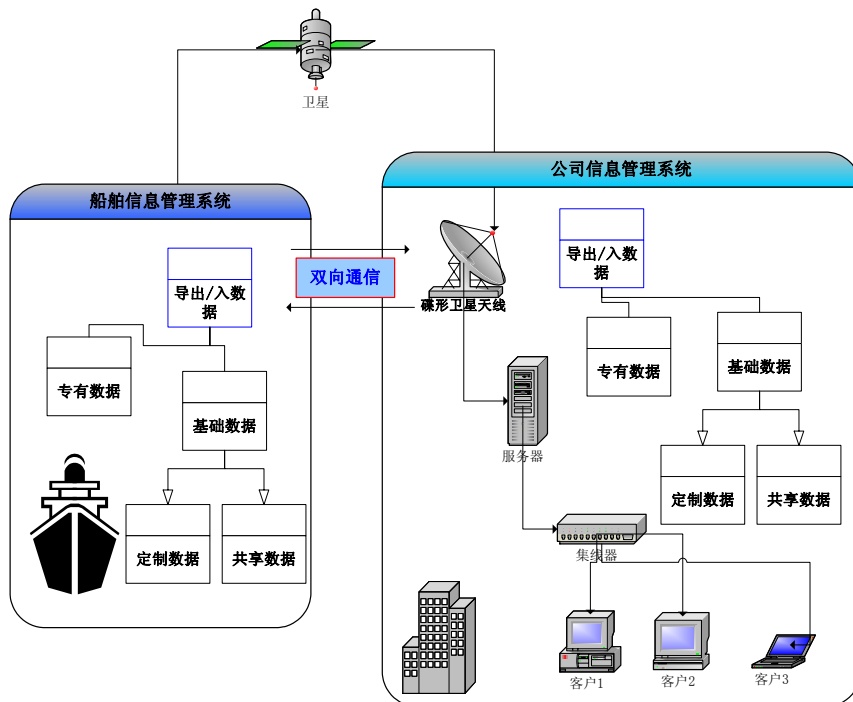 卫星
公司信息管理系统
船舶信息管理系统
导出/入数
据
双向通信
碟形卫星天线
导出/入数
据
专有数据
基础数据
专有数据
基础数据
服务器
定制数据
共享数据
定制数据
共享数据
集线器
客户1
客户2
客户3